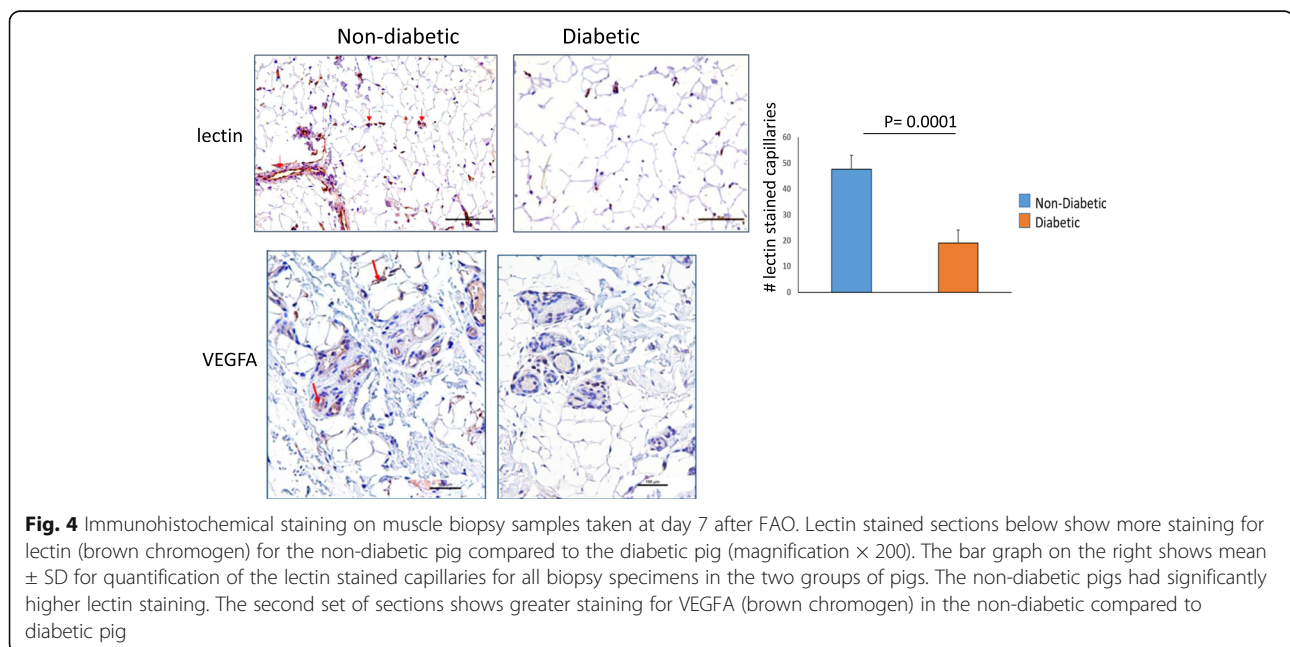 Non-diabetic
Diabetic
lectin
VEGFA
100 µm
# lectin stained capillaries
P= 0.0001
60
50
40
30
20
10
0
Non-Diabetic
Diabetic
Fig. 4 Immunohistochemical staining on muscle biopsy samples taken at day 7 after FAO. Lectin stained sections below show more staining for
lectin (brown chromogen) for the non-diabetic pig compared to the diabetic pig (magnification × 200). The bar graph on the right shows mean
± SD for quantification of the lectin stained capillaries for all biopsy specimens in the two groups of pigs. The non-diabetic pigs had significantly
higher lectin staining. The second set of sections shows greater staining for VEGFA (brown chromogen) in the non-diabetic compared to
diabetic pig